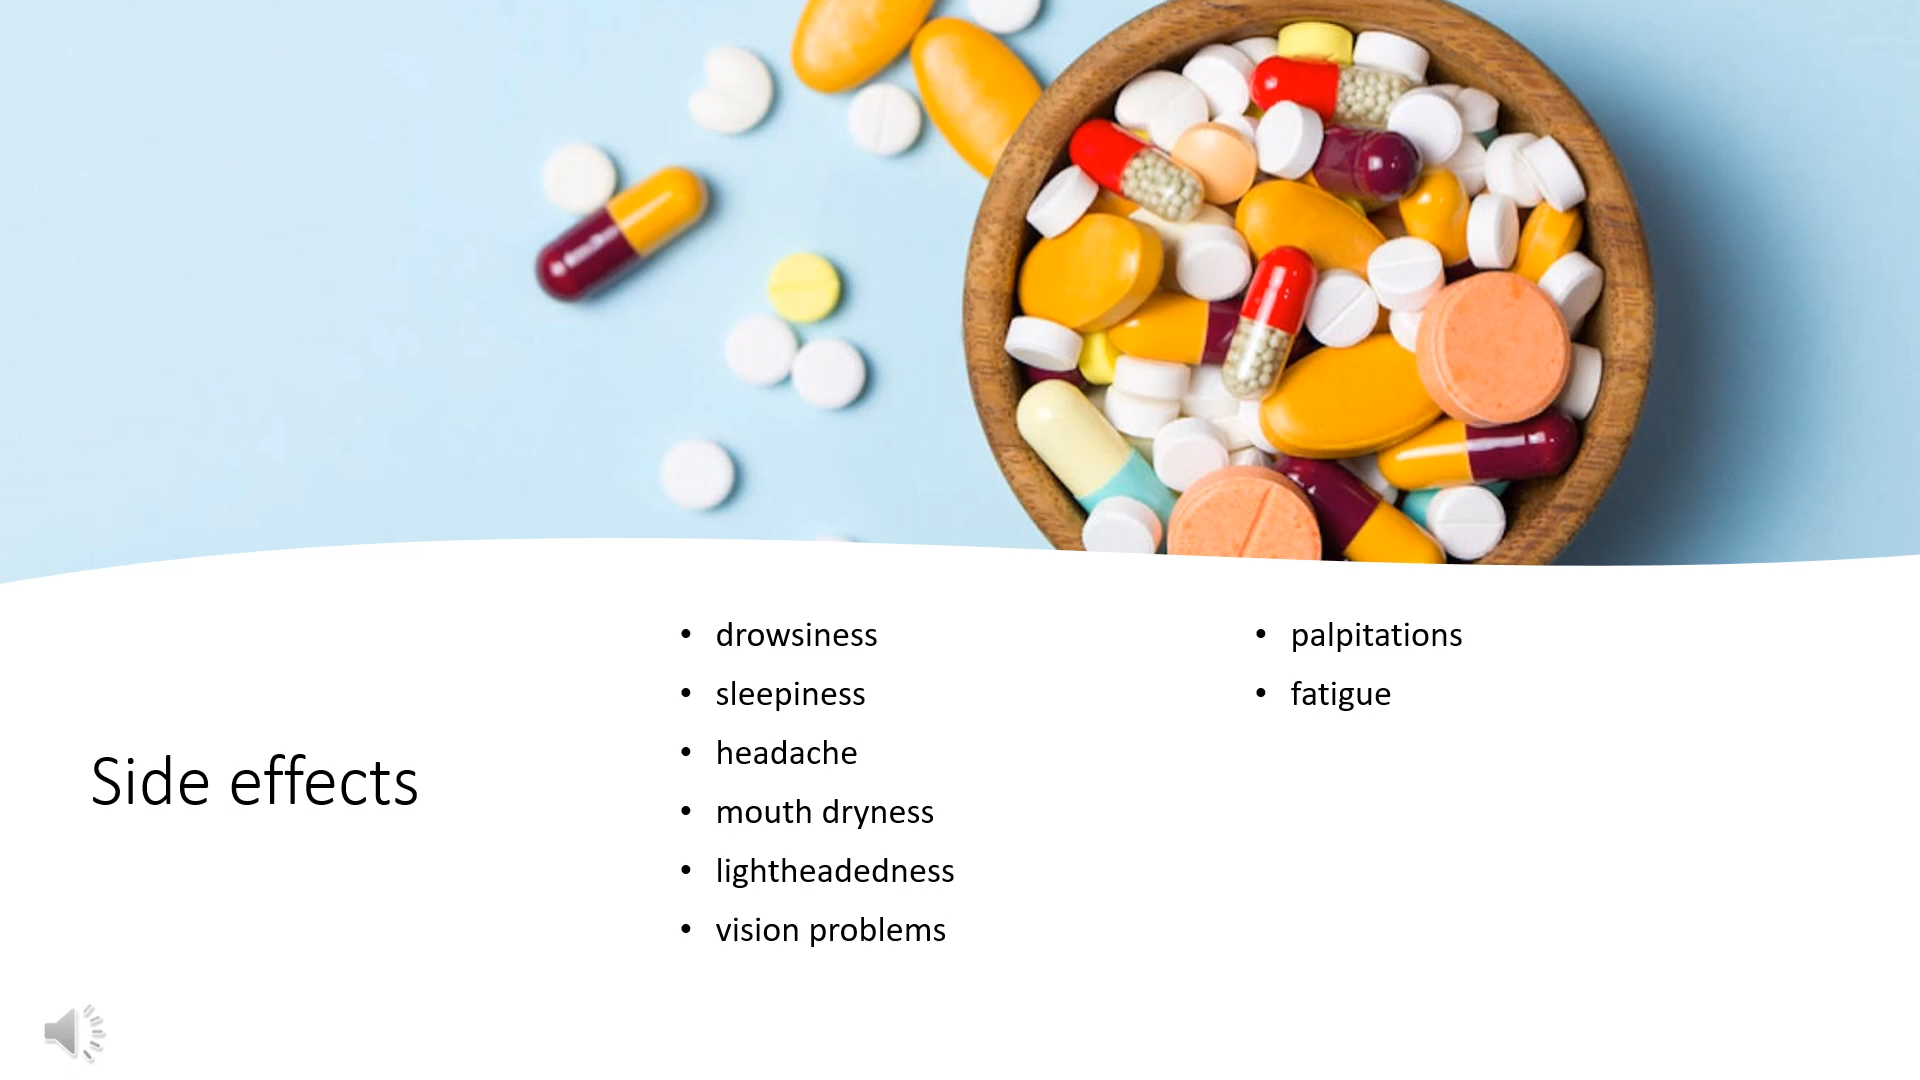 Side effects
• drowsiness
• sleepiness
• headache
• mouth dryness
• lightheadedness
• vision problems
• palpitations
• fatigue